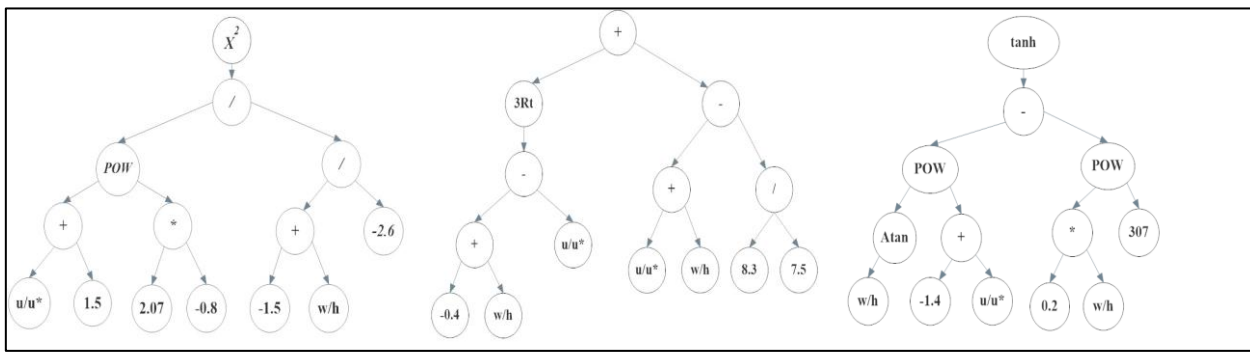 X²
/
POW
/
+
*
+
-2.6
u/u*
1.5
2.07
-0.8
-1.5
w/h
+
3Rt
-
-
+
/
+
u/u*
u/u*
w/h
8.3
7.5
-0.4
w/h
tanh
-
POW
POW
Atan
+
*
307
w/h
-1.4
u/u*
0.2
w/h